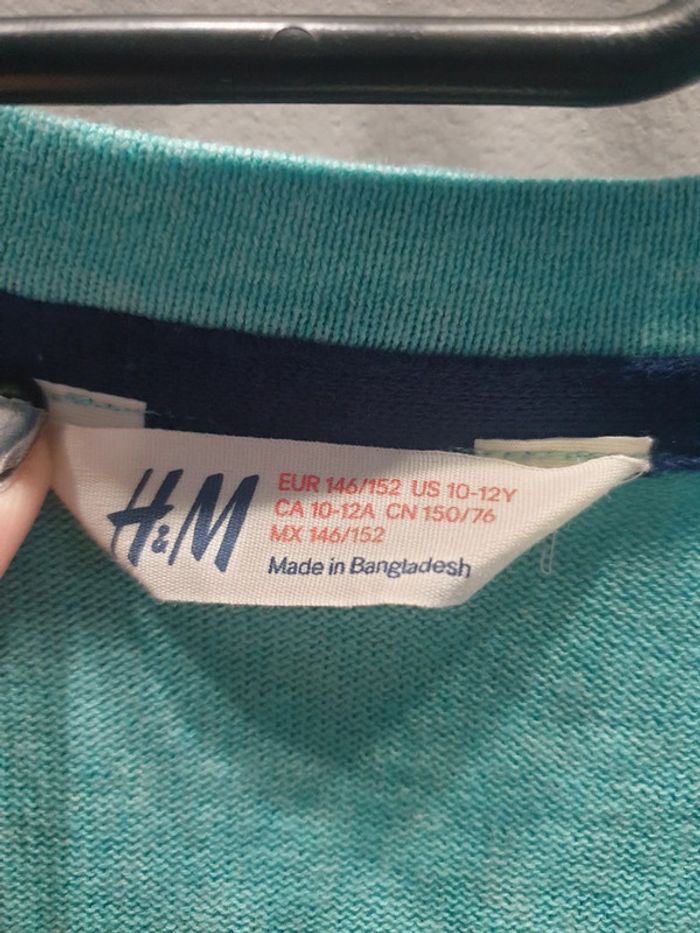 H&M
EUR 146/152 US 10-12Y
CA 10-12A CN 150/76
MX 146/152
Made in Bangladesh